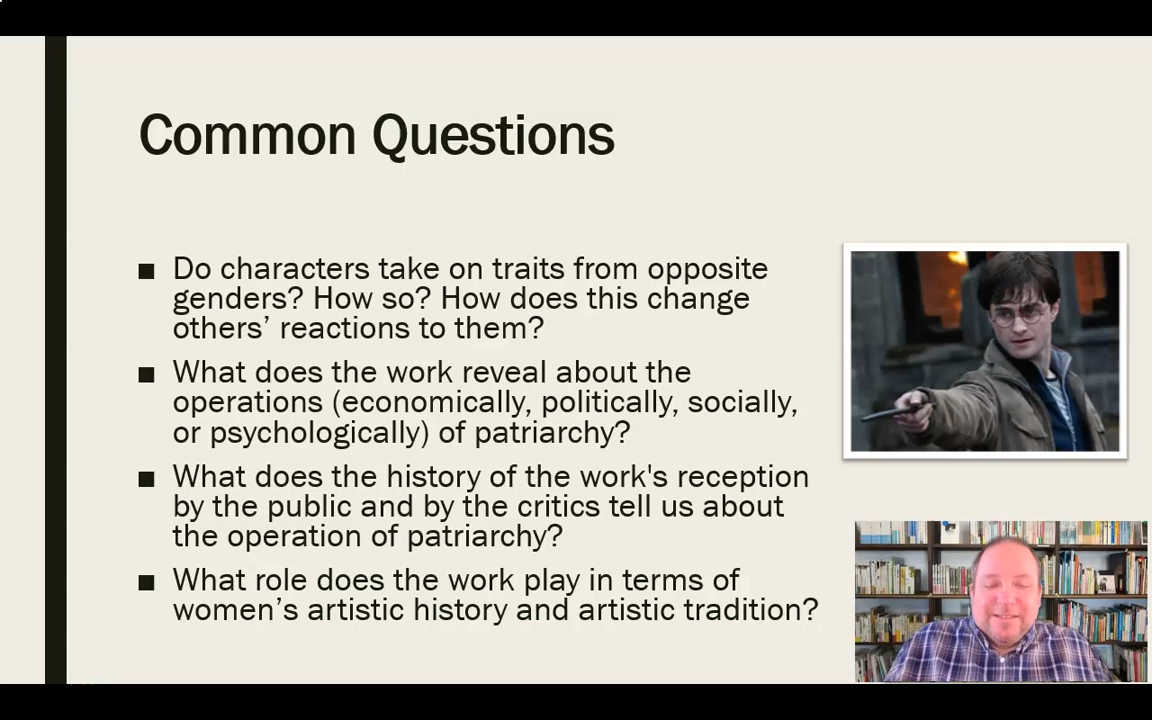 Common Questions
■ Do characters take on traits from opposite
genders? How so? How does this change
others’ reactions to them?
■ What does the work reveal about the
operations (economically, politically, socially,
or psychologically) of patriarchy?
■ What does the history of the work's reception
by the public and by the critics tell us about
the operation of patriarchy?
■ What role does the work play in terms of
women’s artistic history and artistic tradition?